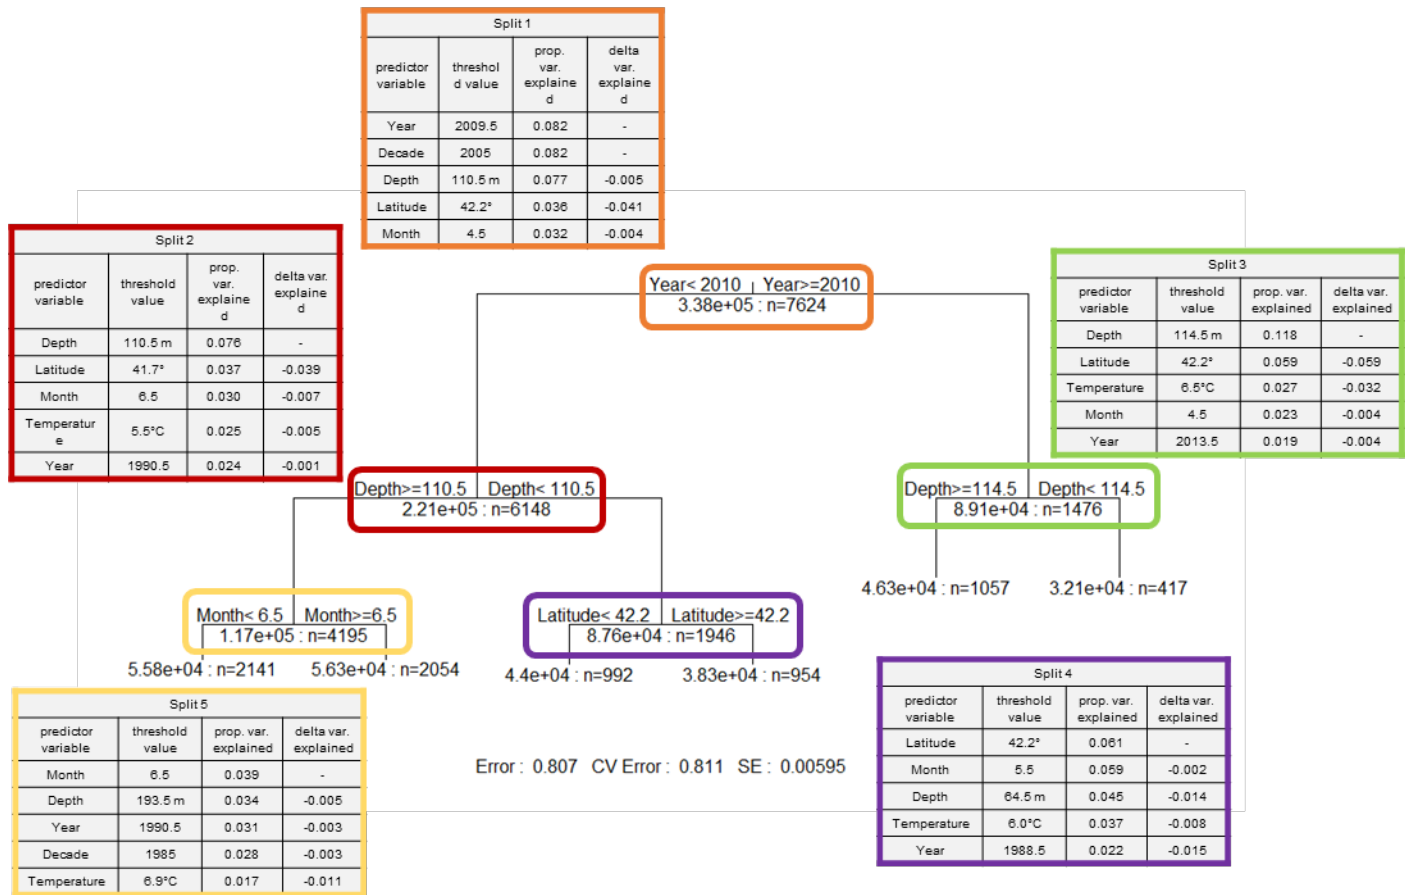 Split 1
predictor variable | threshol d value | prop. var. explaine d | delta var. explaine d
Year | 2009.5 | 0.082 | -
Decade | 2005 | 0.082 | -
Depth | 110.5 m | 0.077 | -0.005
Latitude | 42.2° | 0.036 | -0.041
Month | 4.5 | 0.032 | -0.004
Split 2
predictor variable | threshold value | prop. var. explaine d | delta var. explaine d
Depth | 110.5 m | 0.076 | -
Latitude | 41.7° | 0.037 | -0.039
Month | 6.5 | 0.030 | -0.007
Temperatur e | 5.5°C | 0.025 | -0.005
Year | 1990.5 | 0.024 | -0.001
Split 3
predictor variable | threshold value | prop. var. explained | delta var. explained
Depth | 114.5 m | 0.118 | -
Latitude | 42.2° | 0.059 | -0.059
Temperature | 6.5°C | 0.027 | -0.032
Month | 4.5 | 0.023 | -0.004
Year | 2013.5 | 0.019 | -0.004
Year< 2010 Year>=2010
3.38e+05 : n=7624
Depth>=110.5 Depth< 110.5
2.21e+05 : n=6148
Depth>=114.5 Depth< 114.5
8.91e+04 : n=1476
4.63e+04 : n=1057 3.21e+04 : n=417
Month< 6.5 Month>=6.5
1.17e+05 : n=4195
Latitude< 42.2 Latitude>=42.2
8.76e+04 : n=1946
5.58e+04 : n=2141 5.63e+04 : n=2054
4.4e+04 : n=992 3.83e+04 : n=954
Split 5
predictor variable | threshold value | prop. var. explained | delta var. explained
Month | 6.5 | 0.039 | -
Depth | 193.5 m | 0.034 | -0.005
Year | 1990.5 | 0.031 | -0.003
Decade | 1985 | 0.028 | -0.003
Temperature | 6.9°C | 0.017 | -0.011
Error : 0.807 CV Error : 0.811 SE : 0.00595
Split 4
predictor variable | threshold value | prop. var. explained | delta var. explained
Latitude | 42.2° | 0.061 | -
Month | 5.5 | 0.059 | -0.002
Depth | 64.5 m | 0.045 | -0.014
Temperature | 6.0°C | 0.037 | -0.008
Year | 1988.5 | 0.022 | -0.015